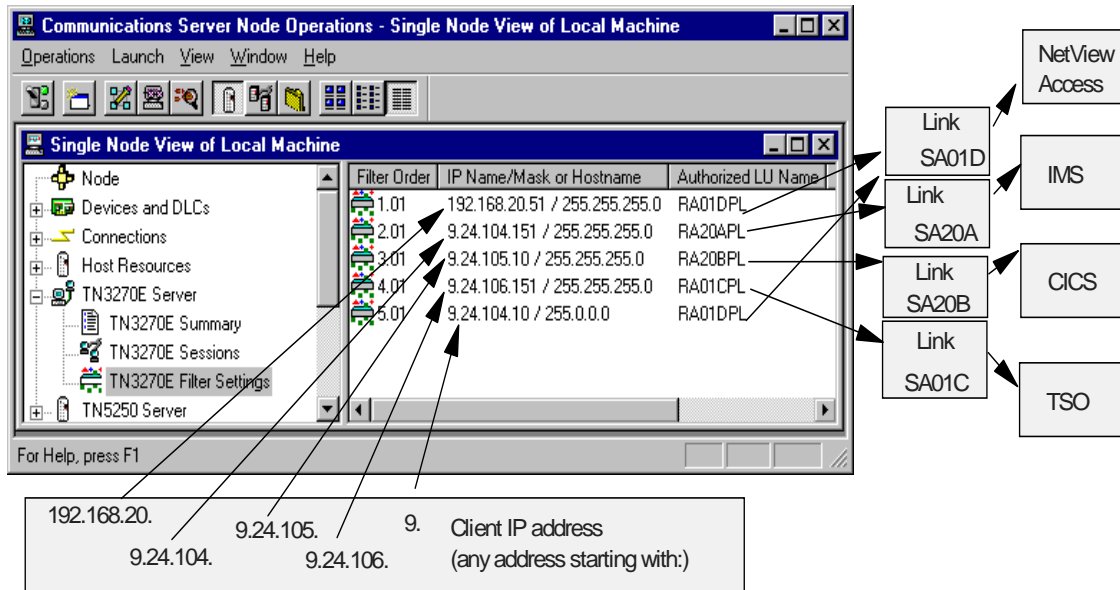 Communications Server Node Operations - Single Node View of Local Machine
Operations Launch View Window Help
Single Node View of Local Machine
Node
Devices and DLCs
Connections
Host Resources
TN3270E Server
TN3270E Summary
TN3270E Sessions
TN3270E Filter Settings
TN5250 Server
Filter Order IP Name/Mask or Hostname Authorized LU Name
1.01 192.168.20.51 / 255.255.255.0 RA01DPL
2.01 9.24.104.151 / 255.255.255.0 RA20APL
3.01 9.24.105.10 / 255.255.255.0 RA20BPL
4.01 9.24.106.151 / 255.255.255.0 RA01CPL
5.01 9.24.104.10 / 255.0.0.0 RA01DPL
For Help, press F1
Link
SA01D
Link
SA20A
Link
SA20B
Link
SA01C
NetView
Access
IMS
CICS
TSO
192.168.20.
9.24.104.
9.24.105.
9.24.106.
9.
Client IP address
(any address starting with:)